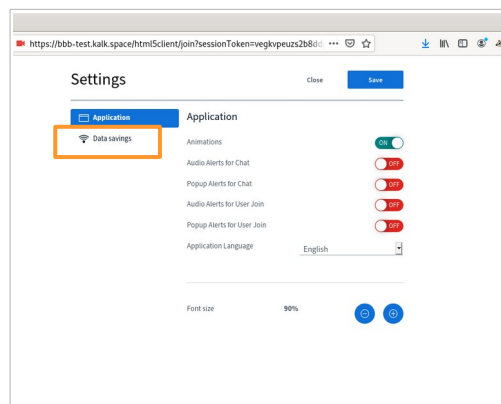 https://bbb-test.kalk.space/html5client/join?sessionToken=vegkvpeuzs2b8dd
Settings
Close
Save
Application
Data savings
Application
Animations
ON
Audio Alerts for Chat
OFF
Popup Alerts for Chat
OFF
Audio Alerts for User Join
OFF
Popup Alerts for User Join
OFF
Application Language
English
Font size
90%